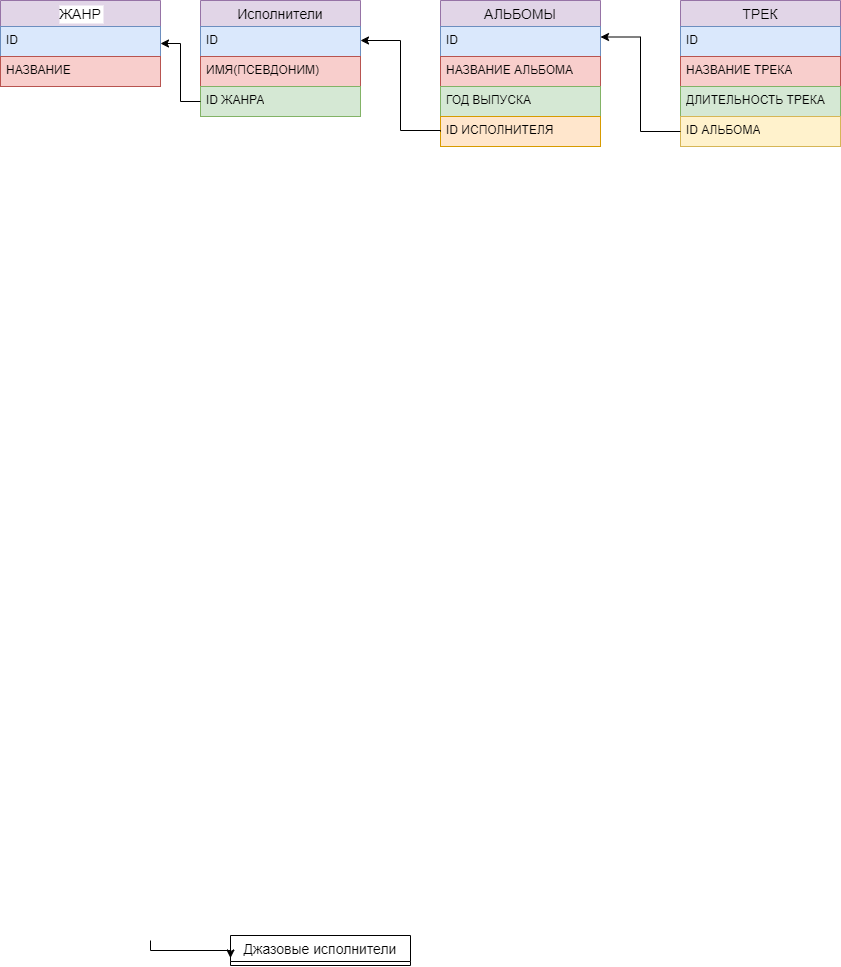 ЖАНР
ID
НАЗВАНИЕ
Исполнители
ID
ИМЯ(ПСЕВДОНИМ)
ID ЖАНРА
АЛЬБОМЫ
ID
НАЗВАНИЕ АЛЬБОМА
ГОД ВЫПУСКА
ID ИСПОЛНИТЕЛЯ
ТРЕК
ID
НАЗВАНИЕ ТРЕКА
ДЛИТЕЛЬНОСТЬ ТРЕКА
ID АЛЬБОМА
Джазовые исполнители